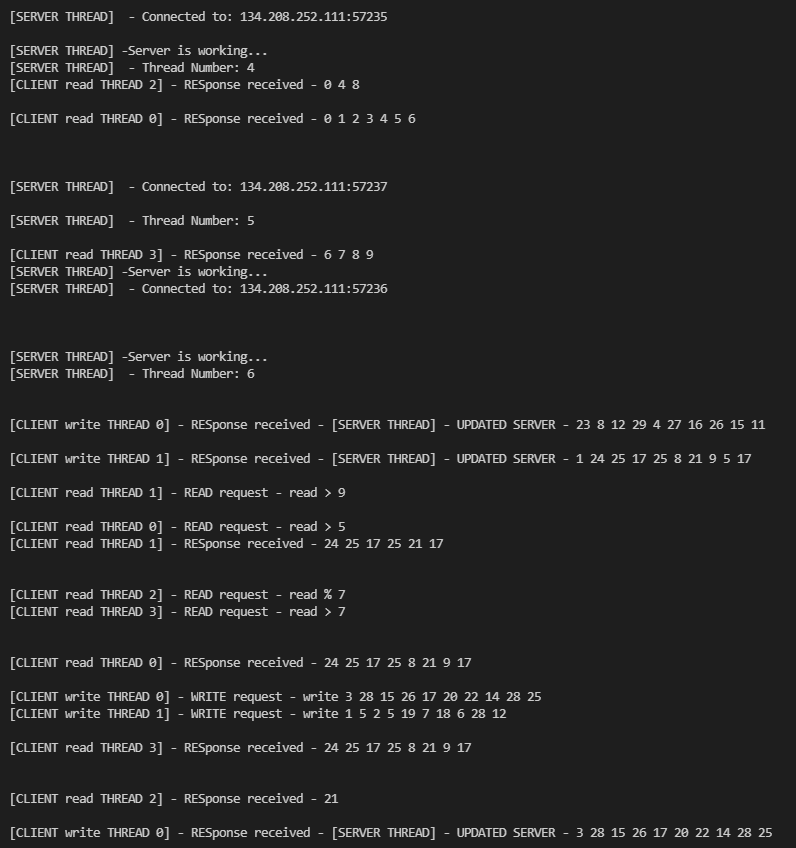 [SERVER THREAD]  - Connected to: 134.208.252.111:57235
[SERVER THREAD] -Server is working...
[SERVER THREAD]  - Thread Number: 4
[CLIENT read THREAD 2] - RESponse received - 0 4 8
[CLIENT read THREAD 0] - RESponse received - 0 1 2 3 4 5 6
[SERVER THREAD]  - Connected to: 134.208.252.111:57237
[SERVER THREAD]  - Thread Number: 5
[CLIENT read THREAD 3] - RESponse received - 6 7 8 9
[SERVER THREAD] -Server is working...
[SERVER THREAD]  - Connected to: 134.208.252.111:57236
[SERVER THREAD] -Server is working...
[SERVER THREAD]  - Thread Number: 6
[CLIENT write THREAD 0] - RESponse received - [SERVER THREAD] - UPDATED SERVER - 23 8 12 29 4 27 16 26 15 11
[CLIENT write THREAD 1] - RESponse received - [SERVER THREAD] - UPDATED SERVER - 1 24 25 17 25 8 21 9 5 17
[CLIENT read THREAD 1] - READ request - read > 9
[CLIENT read THREAD 0] - READ request - read > 5
[CLIENT read THREAD 1] - RESponse received - 24 25 17 25 21 17
[CLIENT read THREAD 2] - READ request - read % 7
[CLIENT read THREAD 3] - READ request - read > 7
[CLIENT read THREAD 0] - RESponse received - 24 25 17 25 8 21 9 17
[CLIENT write THREAD 0] - WRITE request - write 3 28 15 26 17 20 22 14 28 25
[CLIENT write THREAD 1] - WRITE request - write 1 5 2 5 19 7 18 6 28 12
[CLIENT read THREAD 3] - RESponse received - 24 25 17 25 8 21 9 17
[CLIENT read THREAD 2] - RESponse received - 21
[CLIENT write THREAD 0] - RESponse received - [SERVER THREAD] - UPDATED SERVER - 3 28 15 26 17 20 22 14 28 25